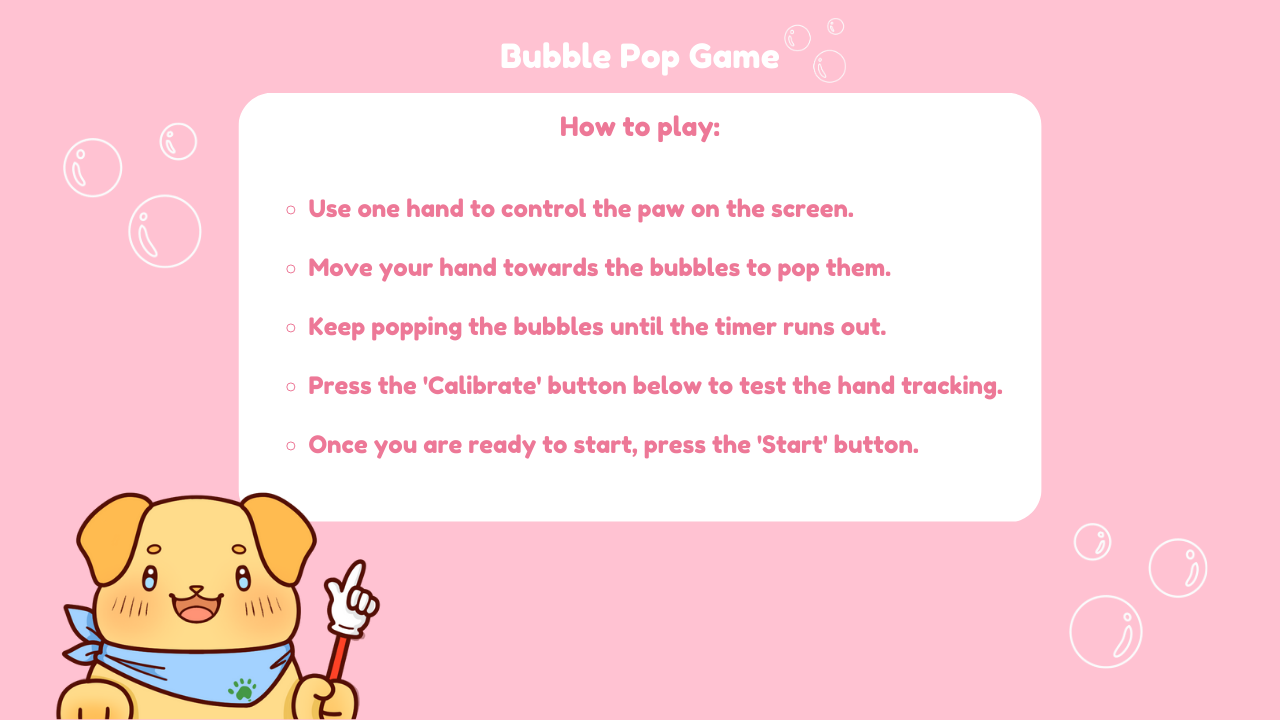 Bubble Pop Game
How to play:
Use one hand to control the paw on the screen.
Move your hand towards the bubbles to pop them.
Keep popping the bubbles until the timer runs out.
Press the 'Calibrate' button below to test the hand tracking.
Once you are ready to start, press the 'Start' button.